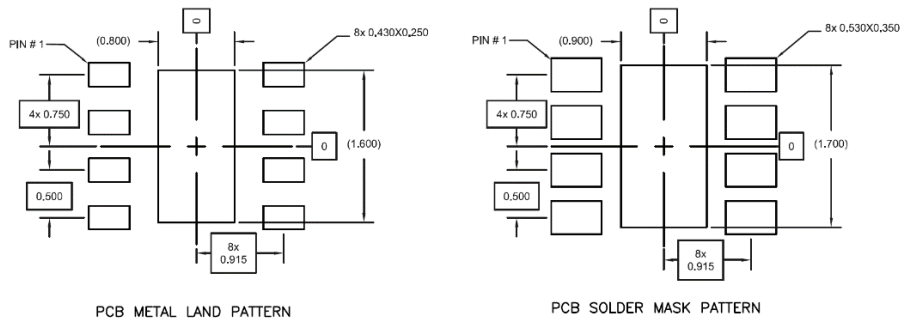 0
(0.800)
8x 0.430X0.250
PIN # 1
4x 0.750
0
(1.600)
0.500
8x
0.915
PCB METAL LAND PATTERN
0
(0.900)
8x 0.530X0.350
PIN # 1
4x 0.750
0
(1.700)
0.500
8x
0.915
PCB SOLDER MASK PATTERN